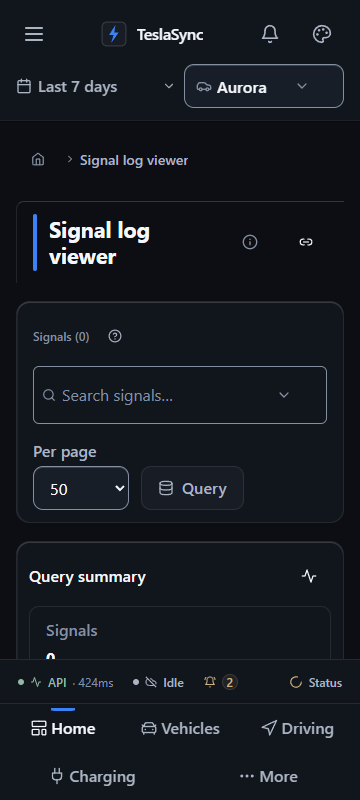 TeslaSync
Last 7 days
Aurora
Signal log viewer
Signal log
viewer
Signals (0)
Search signals...
Per page
50
Query
Query summary
Signals
0
API · 424ms
Idle
2
Status
Home
Vehicles
Driving
Charging
More